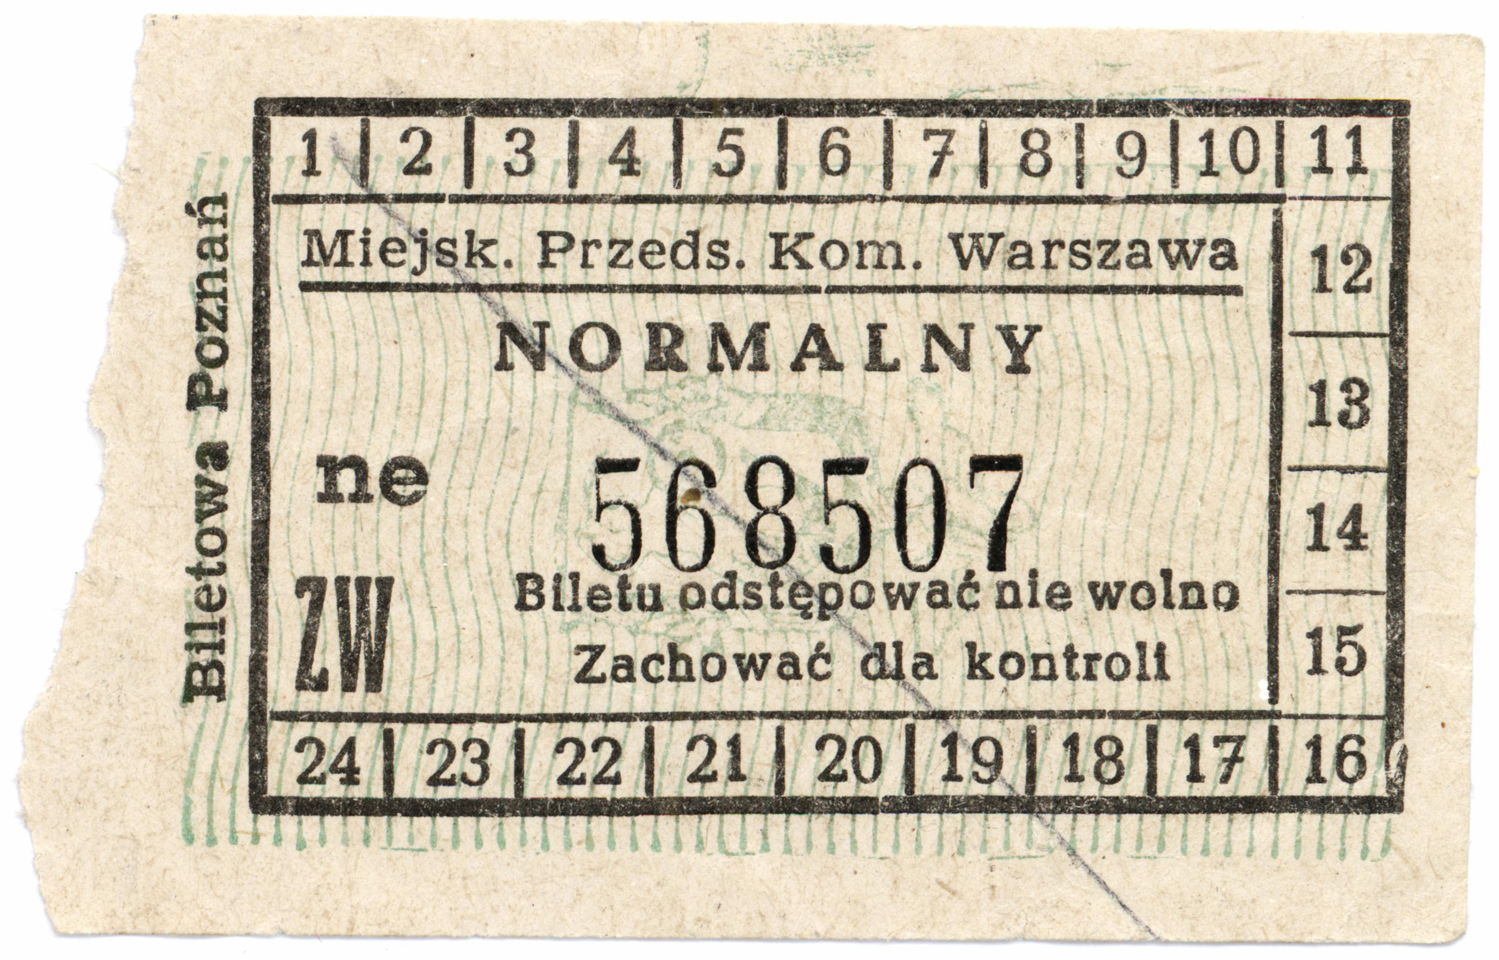 1 2 3 4 5 6 7 8 9 10 11
Miejsk. Przeds. Kom. Warszawa
12
NORMALNY
13
ne 568507
14
ZW
Biletu odstępować nie wolno
Zachować dla kontroli
15
24 23 22 21 20 19 18 17 16
Biletowa Poznań